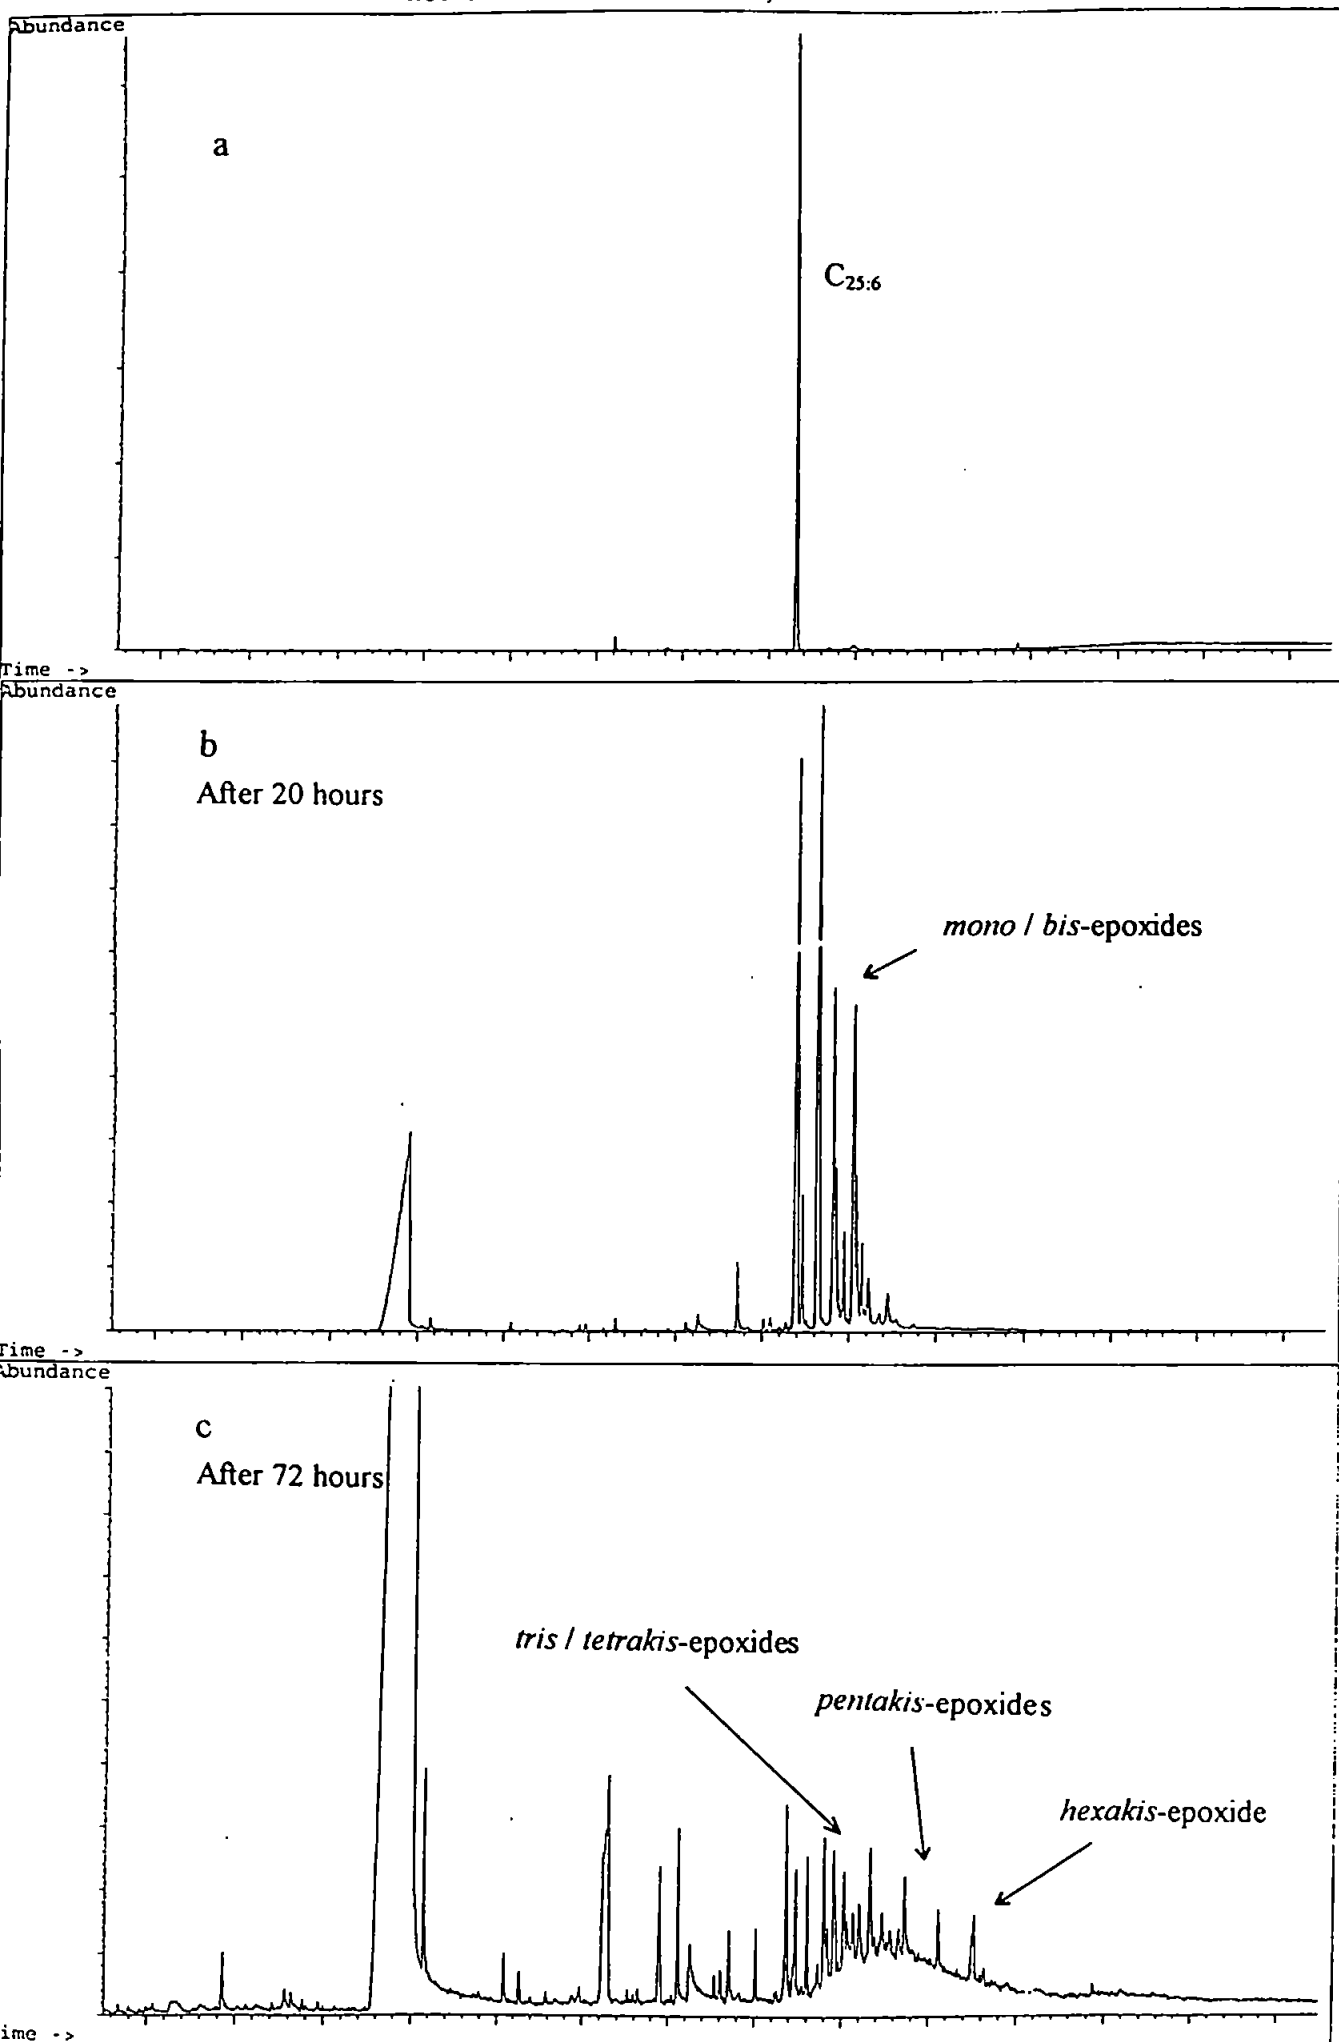 Abundance
a
C25:6
Time ->
Abundance
b
After 20 hours
mono / bis-epoxides
Time ->
Abundance
c
After 72 hours
tris / tetrakis-epoxides
pentakis-epoxides
hexakis-epoxide
ime ->